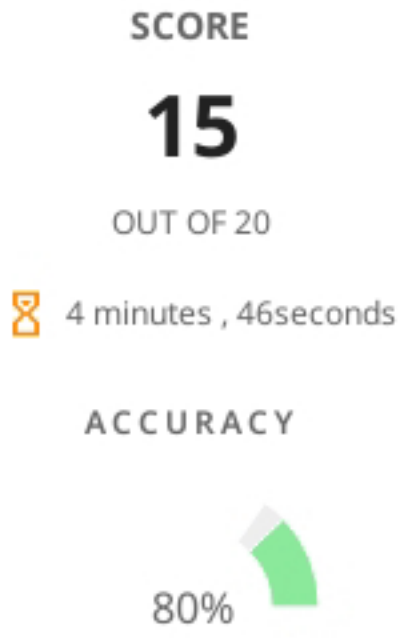 SCORE
15
OUT OF 20
4 minutes , 46seconds
ACCURACY
80%